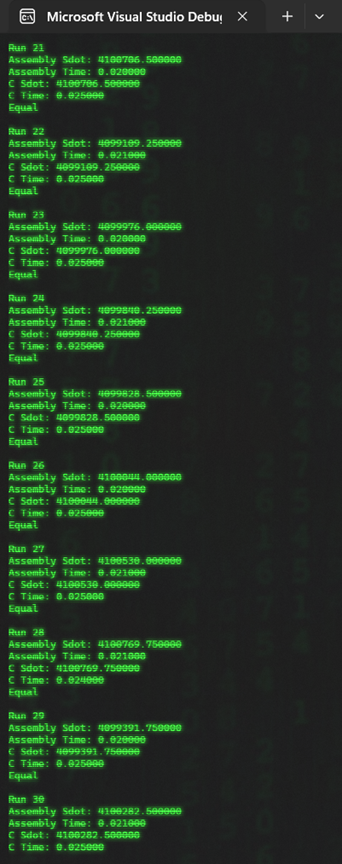 Microsoft Visual Studio Debug
Run 21
Assembly Sdot: 4100706.500000
Assembly Time: 0.020000
C Sdot: 4100706.500000
C Time: 0.025000
Equal
Run 22
Assembly Sdot: 4099109.250000
Assembly Time: 0.021000
C Sdot: 4099109.250000
C Time: 0.025000
Equal
Run 23
Assembly Sdot: 4099976.000000
Assembly Time: 0.020000
C Sdot: 4099976.000000
C Time: 0.025000
Equal
Run 24
Assembly Sdot: 4099840.250000
Assembly Time: 0.021000
C Sdot: 4099840.250000
C Time: 0.025000
Equal
Run 25
Assembly Sdot: 4099828.500000
Assembly Time: 0.020000
C Sdot: 4099828.500000
C Time: 0.025000
Equal
Run 26
Assembly Sdot: 4100044.000000
Assembly Time: 0.020000
C Sdot: 4100044.000000
C Time: 0.025000
Equal
Run 27
Assembly Sdot: 4100530.000000
Assembly Time: 0.021000
C Sdot: 4100530.000000
C Time: 0.025000
Equal
Run 28
Assembly Sdot: 4100769.750000
Assembly Time: 0.021000
C Sdot: 4100769.750000
C Time: 0.024000
Equal
Run 29
Assembly Sdot: 4099391.750000
Assembly Time: 0.020000
C Sdot: 4099391.750000
C Time: 0.025000
Equal
Run 30
Assembly Sdot: 4100282.500000
Assembly Time: 0.021000
C Sdot: 4100282.500000
C Time: 0.025000